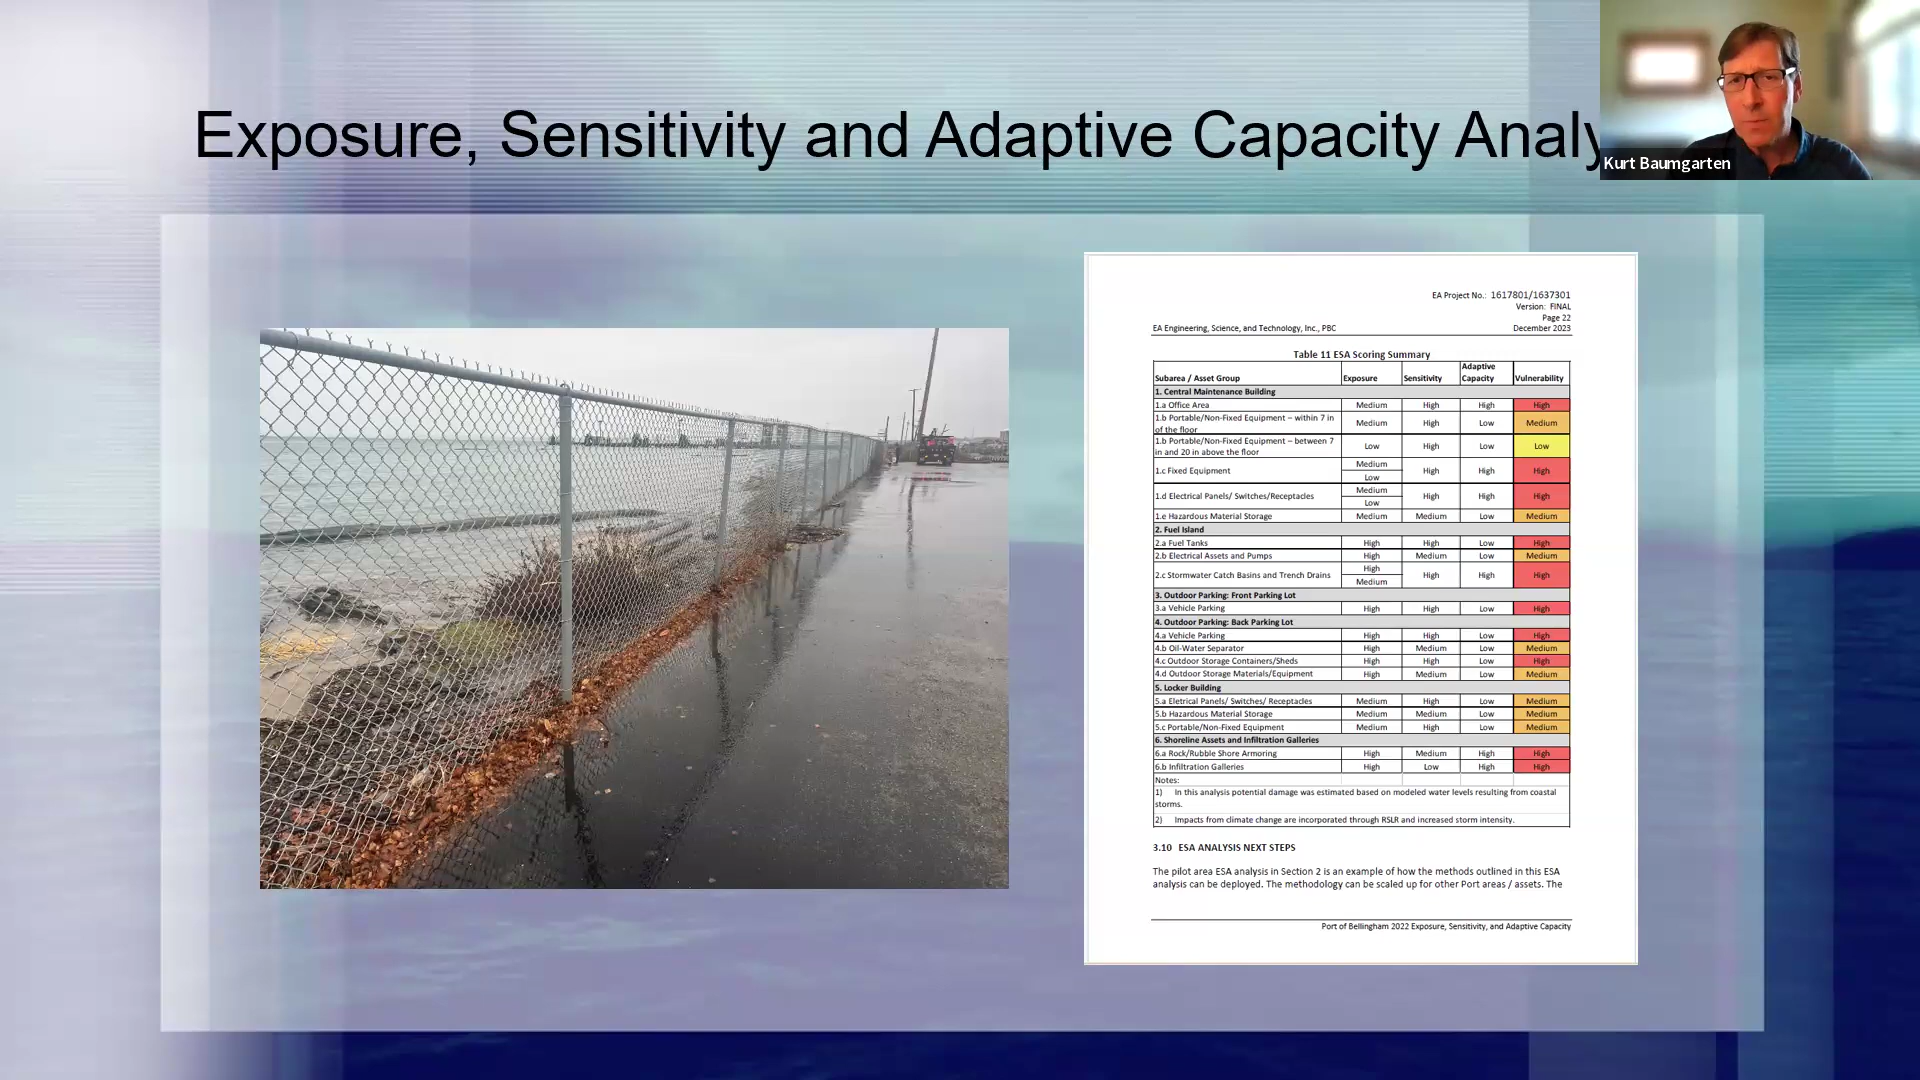 Exposure, Sensitivity and Adaptive Capacity Analy
Kurt Baumgarten
EA Project No.: 1617801/1637301
Version: FINAL
Page 22
EA Engineering, Science, and Technology, Inc., PBC December 2023
Table 11 ESA Scoring Summary
Subarea / Asset Group Exposure Sensitivity Adaptive Capacity Vulnerability
1. Central Maintenance Building
1.a Office Area Medium High High High
1.b Portable/Non-Fixed Equipment – within 7 in of the floor Medium High Low Medium
1.b Portable/Non-Fixed Equipment – between 7 in and 20 in above the floor Low High Low Low
1.c Fixed Equipment Medium Low High High High
1.d Electrical Panels/ Switches/Receptacles Medium Low High High High
1.e Hazardous Material Storage Medium Medium Low Medium
2. Fuel Island
2.a Fuel Tanks High High Low High
2.b Electrical Assets and Pumps High Medium Low Medium
2.c Stormwater Catch Basins and Trench Drains High Medium High High High
3. Outdoor Parking: Front Parking Lot
3.a Vehicle Parking High High Low High
4. Outdoor Parking: Back Parking Lot
4.a Vehicle Parking High High Low High
4.b Oil-Water Separator High Medium Low Medium
4.c Outdoor Storage Containers/Sheds High High Low High
4.d Outdoor Storage Materials/Equipment High Medium Low Medium
5. Locker Building
5.a Eletrical Panels/ Switches/ Receptacles Medium High Low Medium
5.b Hazardous Material Storage Medium Medium Low Medium
5.c Portable/Non-Fixed Equipment Medium High Low Medium
6. Shoreline Assets and Infiltration Galleries
6.a Rock/Rubble Shore Armoring High Medium High High
6.b Infiltration Galleries High Low High High
Notes:
1) In this analysis potential damage was estimated based on modeled water levels resulting from coastal
storms.
2) Impacts from climate change are incorporated through RSLR and increased storm intensity.
3.10 ESA ANALYSIS NEXT STEPS
The pilot area ESA analysis in Section 2 is an example of how the methods outlined in this ESA
analysis can be deployed. The methodology can be scaled up for other Port areas / assets. The
Port of Bellingham 2022 Exposure, Sensitivity, and Adaptive Capacity